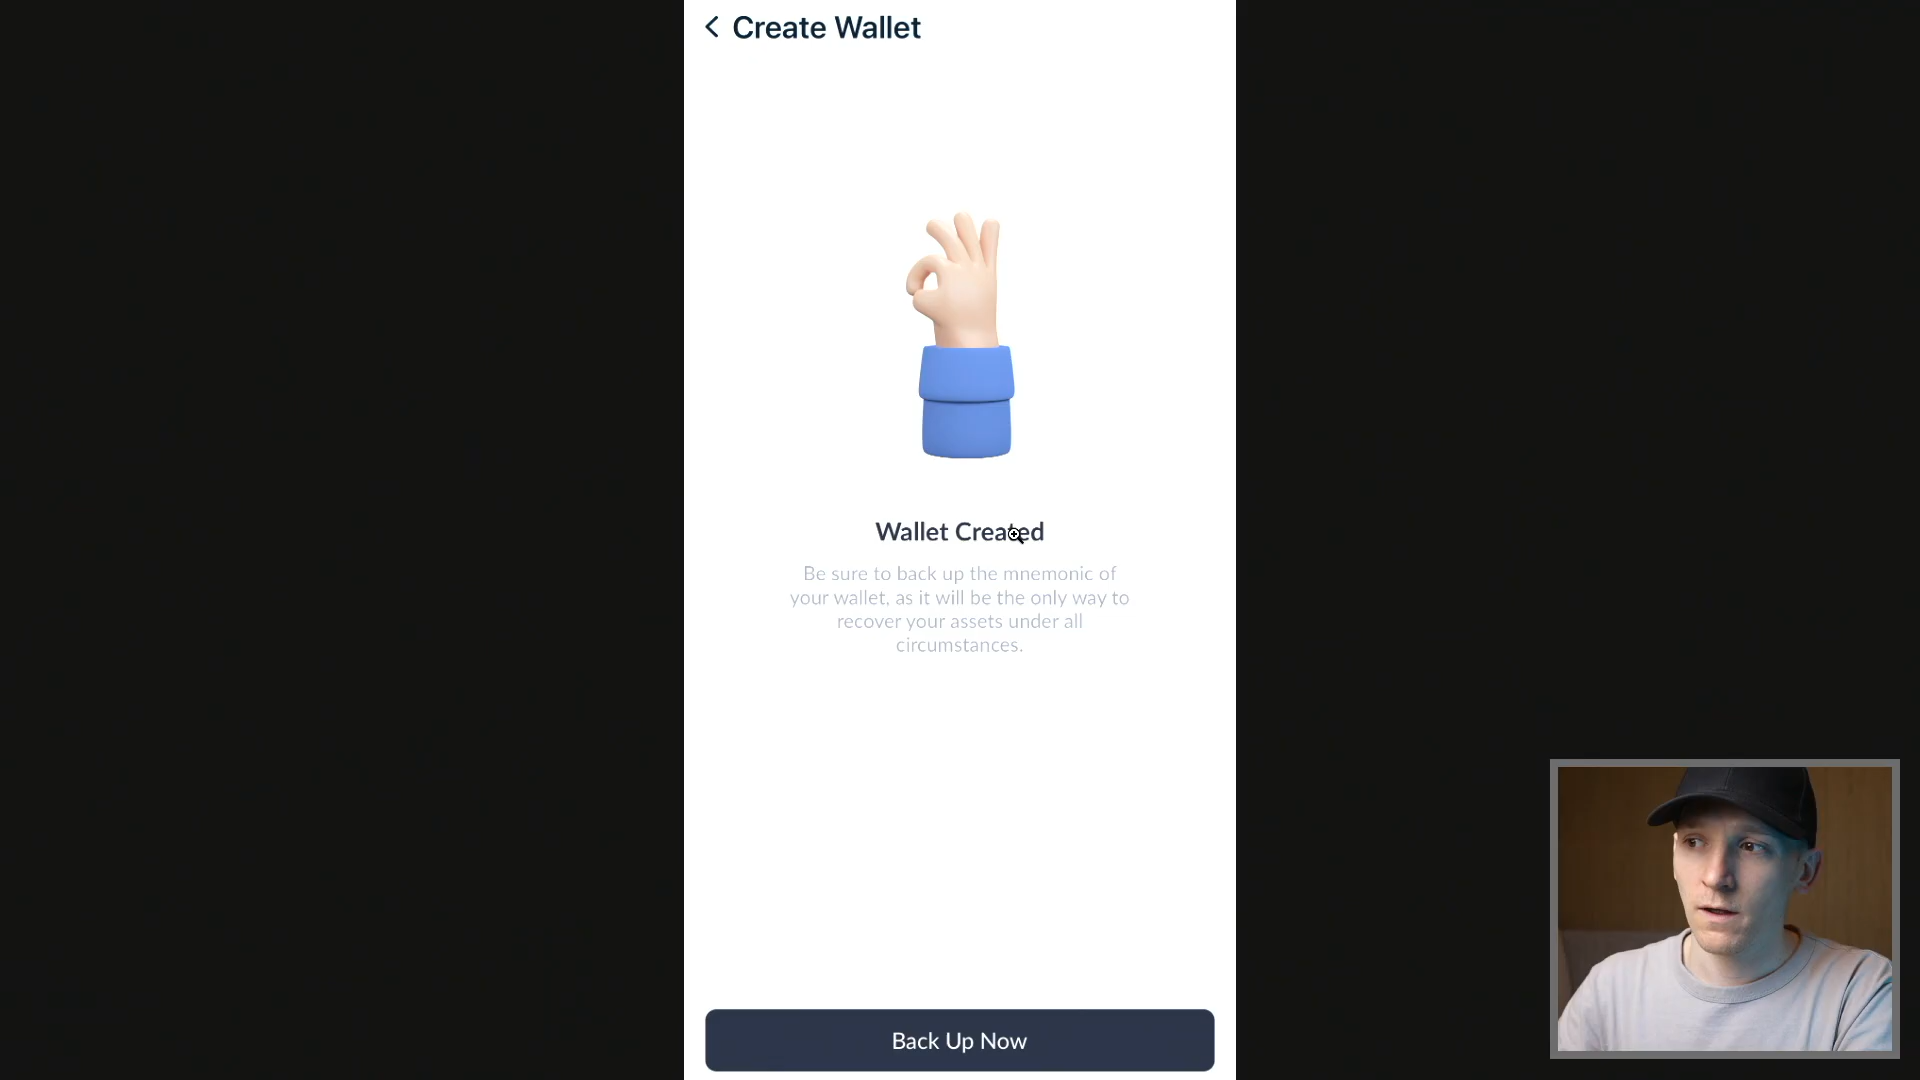 Create Wallet
Wallet Created
Be sure to back up the mnemonic of
your wallet, as it will be the only way to
recover your assets under all
circumstances.
Back Up Now